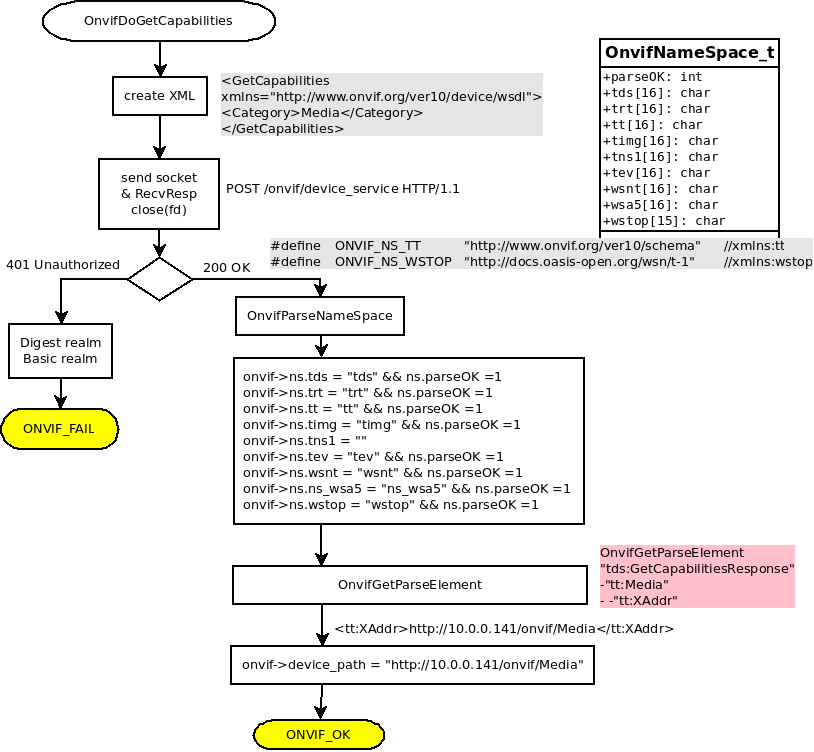 OnvifDoGetCapabilities
create XML
<GetCapabilities
xmlns="http://www.onvif.org/ver10/device/wsdl">
<Category>Media</Category>
</GetCapabilities>
OnvifNameSpace_t
+parseOK: int
+tds[16]: char
+trt[16]: char
+tt[16]: char
+timg[16]: char
+tns1[16]: char
+tev[16]: char
+wsnt[16]: char
+wsa5[16]: char
+wstop[15]: char
send socket
& RecvResp
close(fd)
POST /onvif/device_service HTTP/1.1
#define ONVIF_NS_TT "http://www.onvif.org/ver10/schema" //xmlns:tt
#define ONVIF_NS_WSTOP "http://docs.oasis-open.org/wsn/t-1" //xmlns:wstop
401 Unauthorized
200 OK
Digest realm
Basic realm
ONVIF_FAIL
OnvifParseNameSpace
onvif->ns.tds = "tds" && ns.parseOK =1
onvif->ns.trt = "trt" && ns.parseOK =1
onvif->ns.tt = "tt" && ns.parseOK =1
onvif->ns.timg = "timg" && ns.parseOK =1
onvif->ns.tns1 = ""
onvif->ns.tev = "tev" && ns.parseOK =1
onvif->ns.wsnt = "wsnt" && ns.parseOK =1
onvif->ns.ns_wsa5 = "ns_wsa5" && ns.parseOK =1
onvif->ns.wstop = "wstop" && ns.parseOK =1
OnvifGetParseElement
OnvifGetParseElement
"tds:GetCapabilitiesResponse"
-"tt:Media"
- -"tt:XAddr"
<tt:XAddr>http://10.0.0.141/onvif/Media</tt:XAddr>
onvif->device_path = "http://10.0.0.141/onvif/Media"
ONVIF_OK